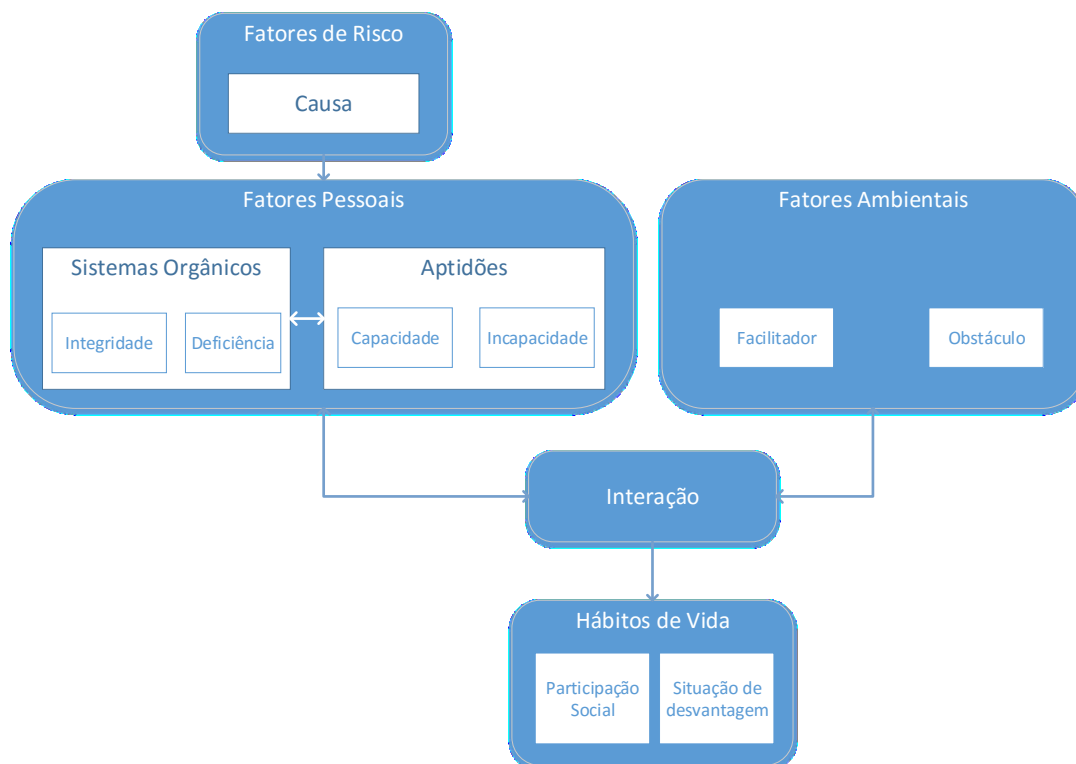 Fatores de Risco
Causa
Fatores Pessoais
Sistemas Orgânicos
Integridade
Deficiência
Aptidões
Capacidade
Incapacidade
Fatores Ambientais
Facilitador
Obstáculo
Interação
Hábitos de Vida
Participação
Social
Situação de
desvantagem